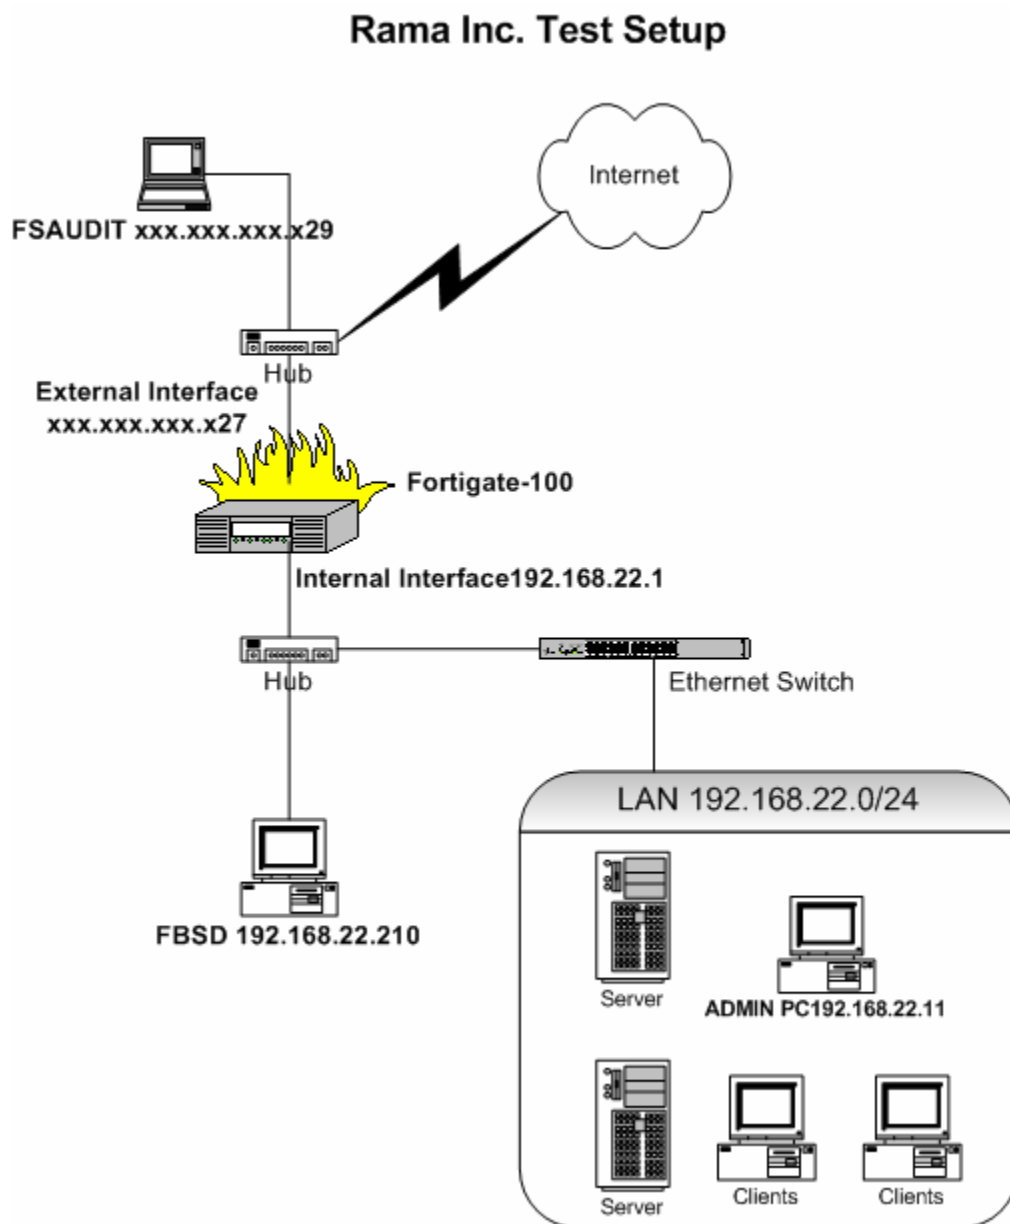 Rama Inc. Test Setup
Internet
FSAUDIT xxx.xxx.xxx.x29
Hub
External Interface
xxx.xxx.xxx.x27
Fortigate-100
Internal Interface192.168.22.1
Hub
Ethernet Switch
LAN 192.168.22.0/24
FBSD 192.168.22.210
Server
ADMIN PC192.168.22.11
Server
Clients
Clients